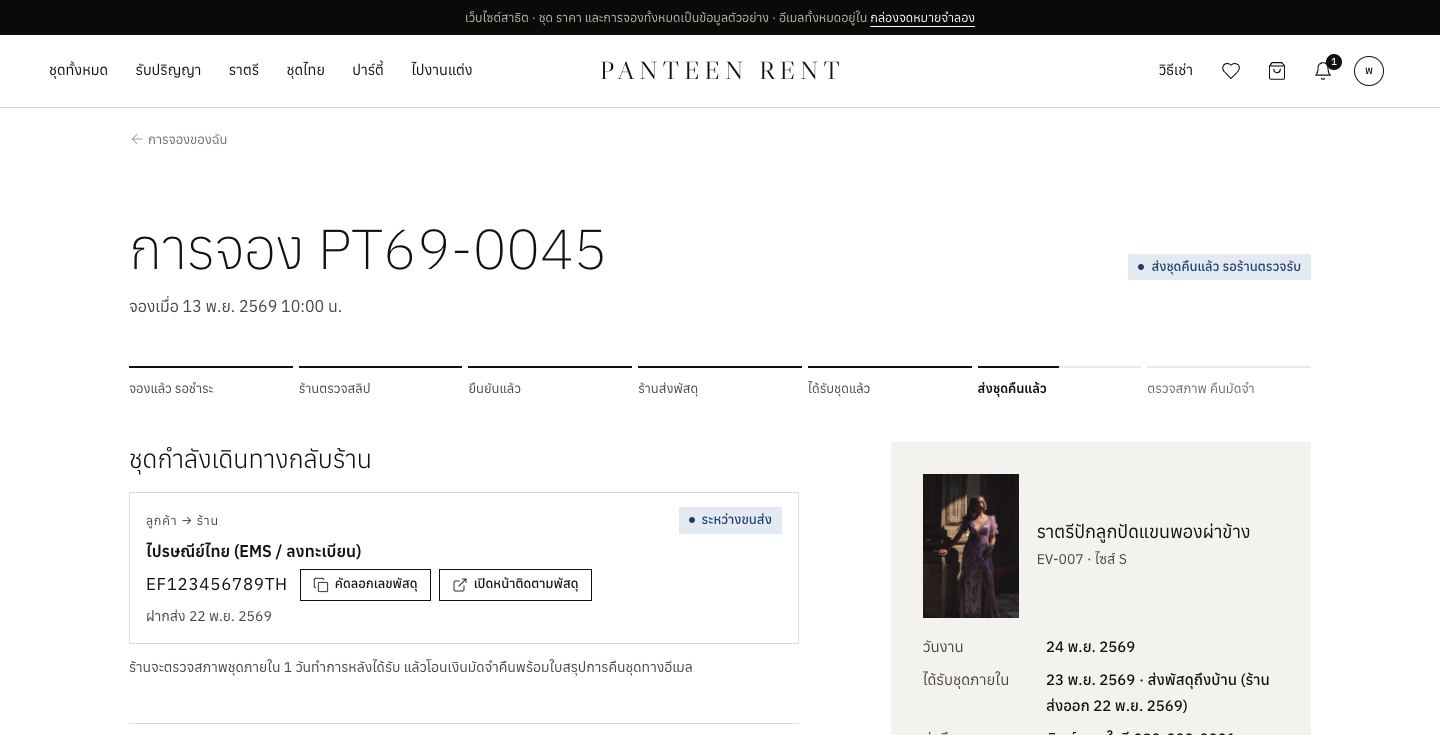 เว็บไซต์สาธิต · ชุด ราคา และการจองทั้งหมดเป็นข้อมูลตัวอย่าง · อีเมลทั้งหมดอยู่ใน กล่องจดหมายจำลอง
ชุดทั้งหมด รับปริญญา ราตรี ชุดไทย ปาร์ตี้ ไปงานแต่ง PANTEEN RENT วิธีเช่า 1 พ
← การจองของฉัน
การจอง PT69-0045
ส่งชุดคืนแล้ว รอร้านตรวจรับ
จองเมื่อ 13 พ.ย. 2569 10:00 น.
จองแล้ว รอชำระ ร้านตรวจสลิป ยืนยันแล้ว ร้านส่งพัสดุ ได้รับชุดแล้ว ส่งชุดคืนแล้ว ตรวจสภาพ คืนมัดจำ
ชุดกำลังเดินทางกลับร้าน
ลูกค้า → ร้าน ระหว่างขนส่ง
ไปรษณีย์ไทย (EMS / ลงทะเบียน)
EF123456789TH คัดลอกเลขพัสดุ เปิดหน้าติดตามพัสดุ
ฝากส่ง 22 พ.ย. 2569
ร้านจะตรวจสภาพชุดภายใน 1 วันทำการหลังได้รับ แล้วโอนเงินมัดจำคืนพร้อมใบสรุปการคืนชุดทางอีเมล
ราตรีปักลูกปัดแขนพองผ่าข้าง
EV-007 · ไซส์ S
วันงาน 24 พ.ย. 2569
ได้รับชุดภายใน 23 พ.ย. 2569 · ส่งพัสดุถึงบ้าน (ร้าน
ส่งออก 22 พ.ย. 2569)